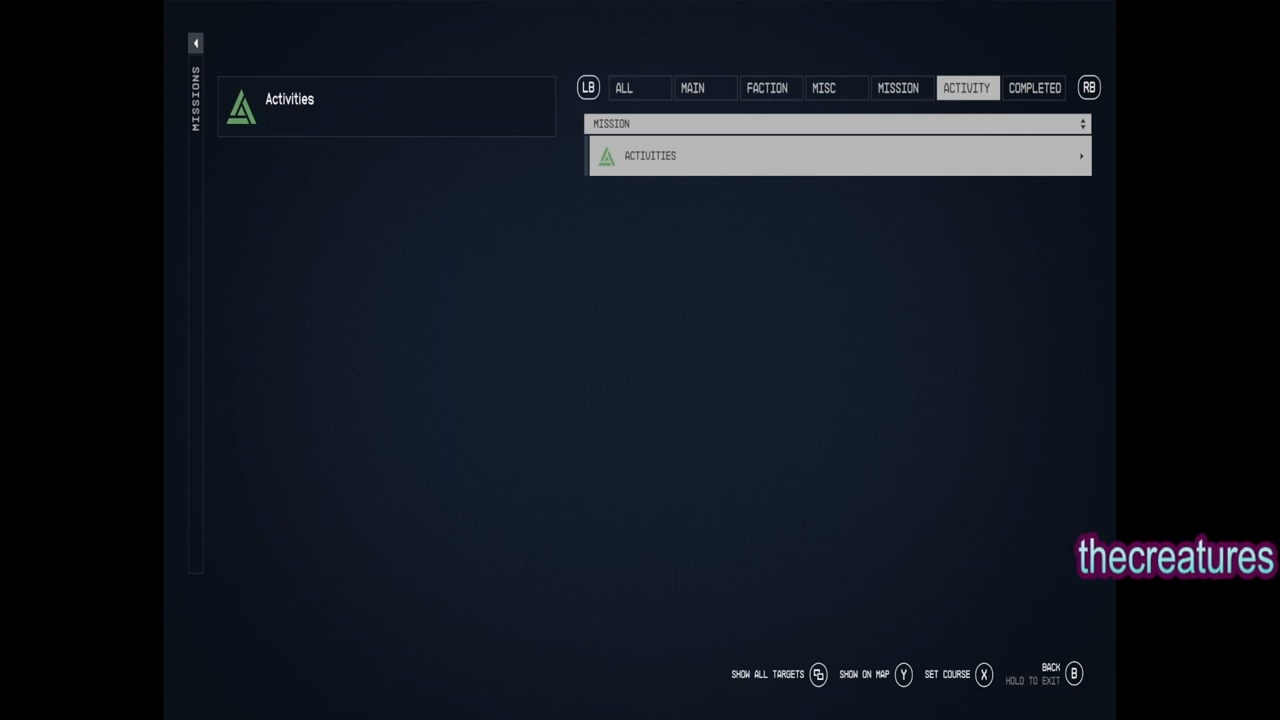 MISSIONS
Activities
LB ALL MAIN FACTION MISC MISSION ACTIVITY COMPLETED RB
MISSION
ACTIVITIES
thecreatures
SHOW ALL TARGETS SHOW ON MAP Y SET COURSE X BACK B
HOLD TO EXIT